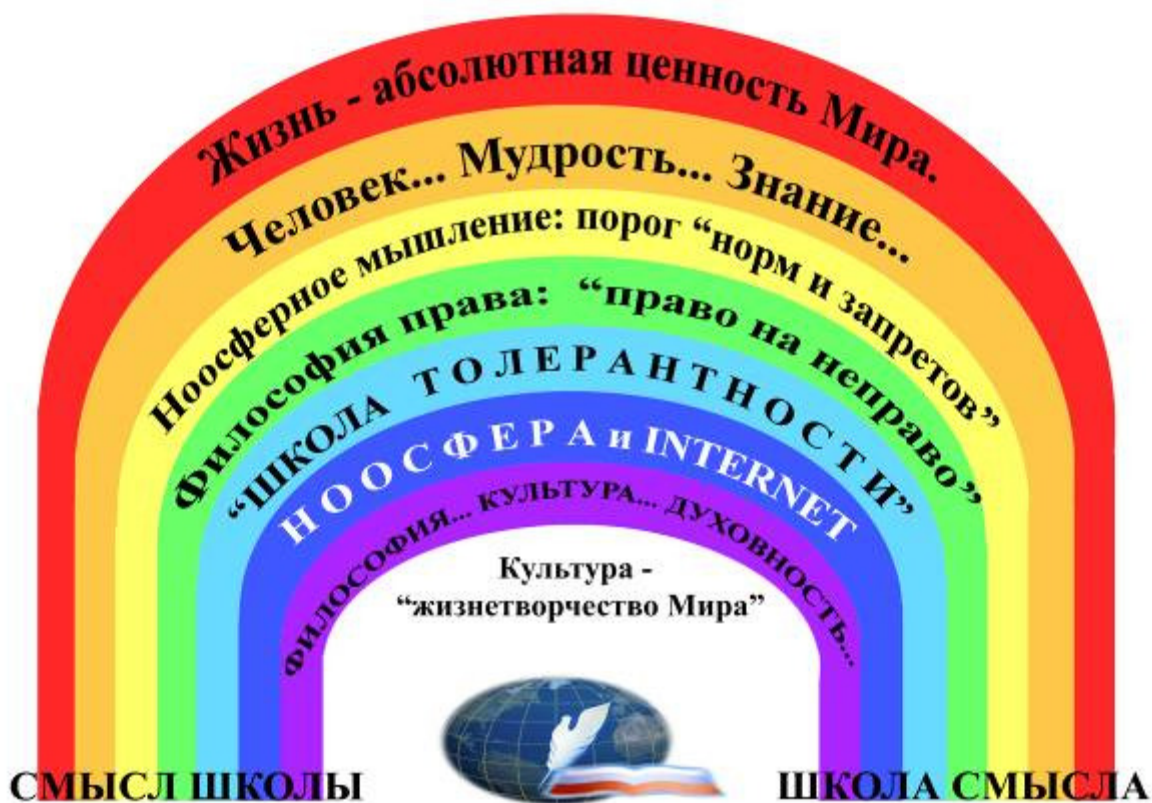 Жизнь - абсолютная ценность Мира.
Человек... Мудрость... Знание...
Ноосферное мышление: порог “норм и запретов”
Философия права: “право на неправо”
“ШКОЛА ТОЛЕРАНТНОСТИ”
НООСФЕРА и INTERNET
ФИЛОСОФИЯ... КУЛЬТУРА... ДУХОВНОСТЬ...
Культура -
“жизнетворчество Мира”
СМЫСЛ ШКОЛЫ
ШКОЛА СМЫСЛА